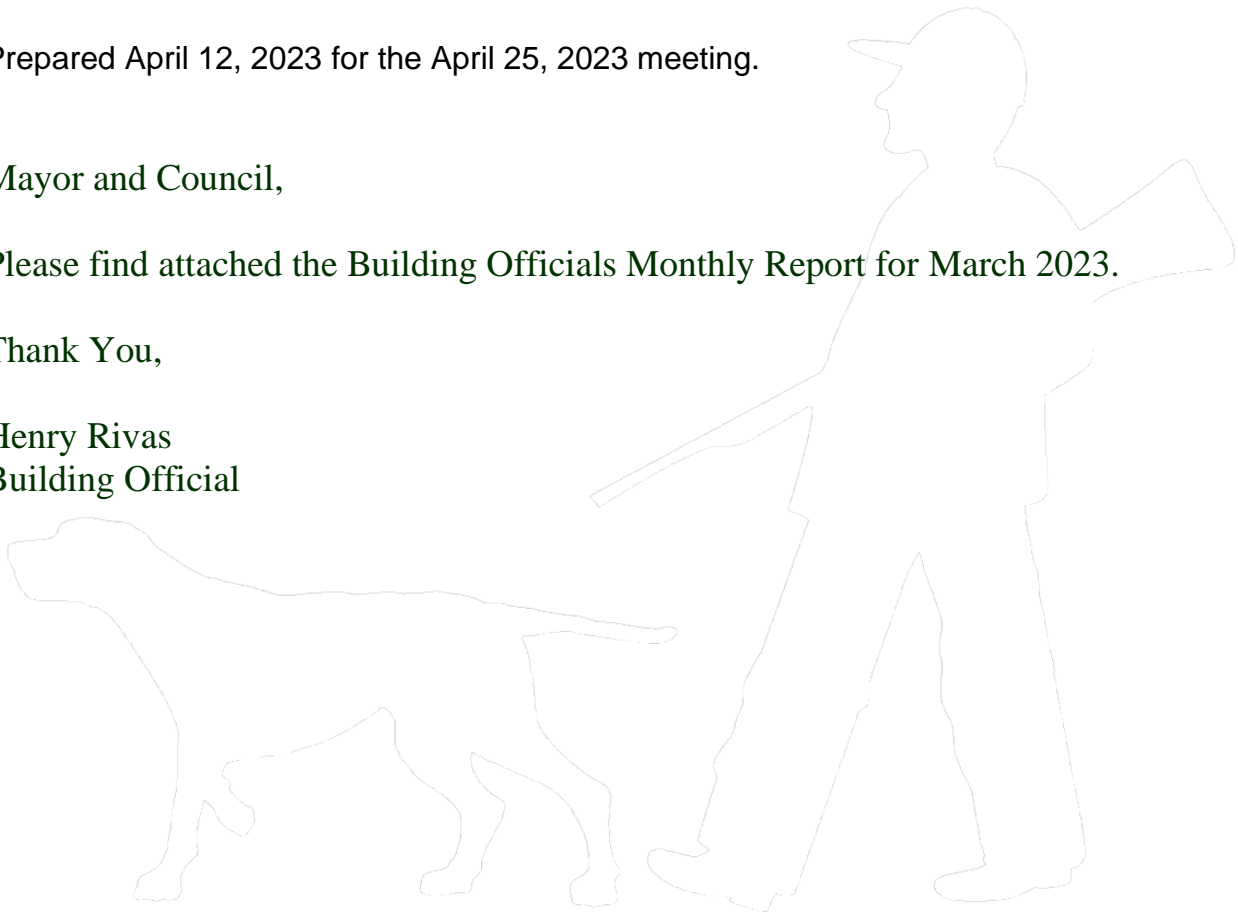 Prepared April 12, 2023 for the April 25, 2023 meeting.
Mayor and Council,
Please find attached the Building Officials Monthly Report for March 2023.
Thank You,
Henry Rivas
Building Official